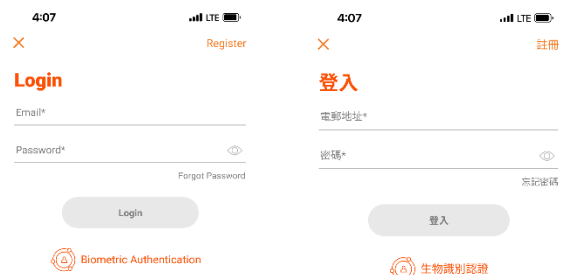 4:07 LTE
Register
Login
Email*
Password*
Forgot Password
Login
Biometric Authentication
4:07 LTE
註冊
登入
電郵地址*
密碼*
忘記密碼
登入
生物識別認證